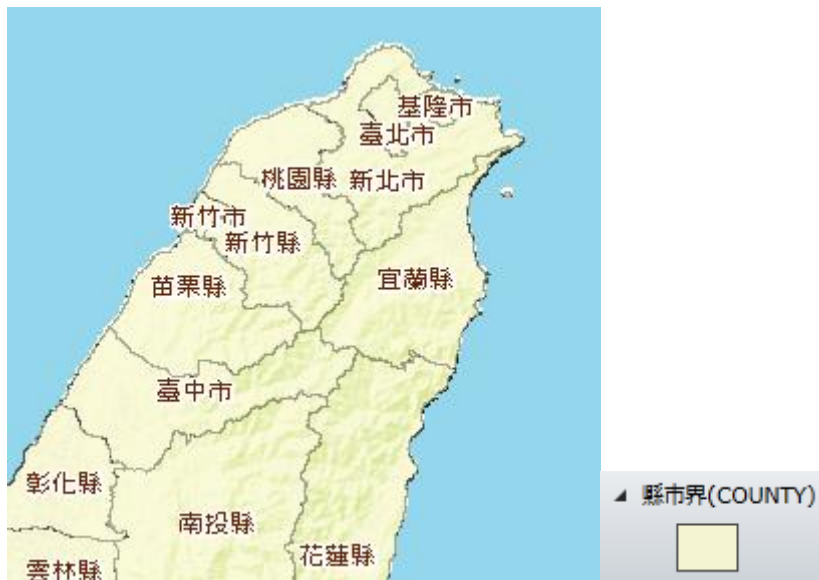 基隆市
臺北市
桃園縣
新北市
新竹市
新竹縣
苗栗縣
宜蘭縣
臺中市
彰化縣
南投縣
花蓮縣
雲林縣
縣市界(COUNTY)